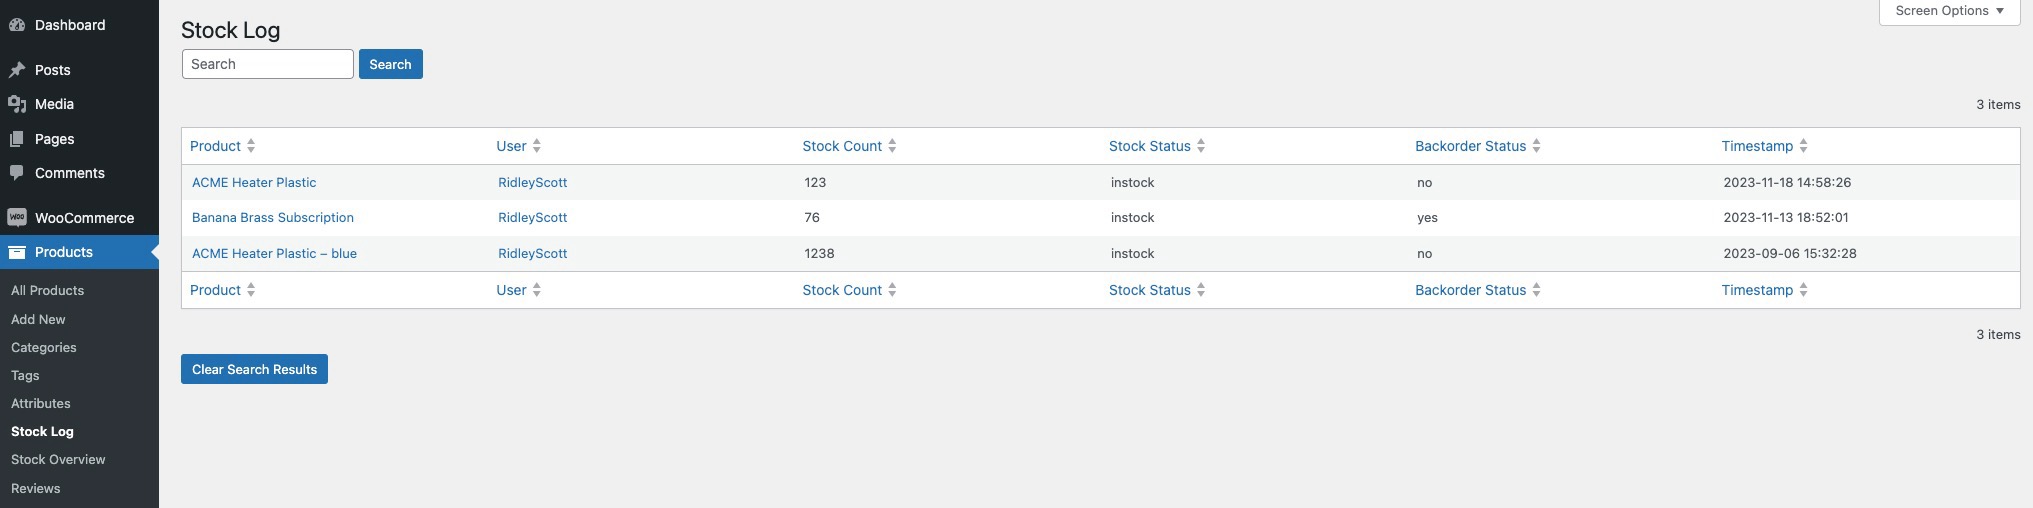 Dashboard
Posts
Media
Pages
Comments
WOO WooCommerce
Products
All Products
Add New
Categories
Tags
Attributes
Stock Log
Stock Overview
Reviews
Screen Options
Stock Log
Search Search
3 items
Product User Stock Count Stock Status Backorder Status Timestamp
ACME Heater Plastic RidleyScott 123 instock no 2023-11-18 14:58:26
Banana Brass Subscription RidleyScott 76 instock yes 2023-11-13 18:52:01
ACME Heater Plastic – blue RidleyScott 1238 instock no 2023-09-06 15:32:28
Product User Stock Count Stock Status Backorder Status Timestamp
3 items
Clear Search Results